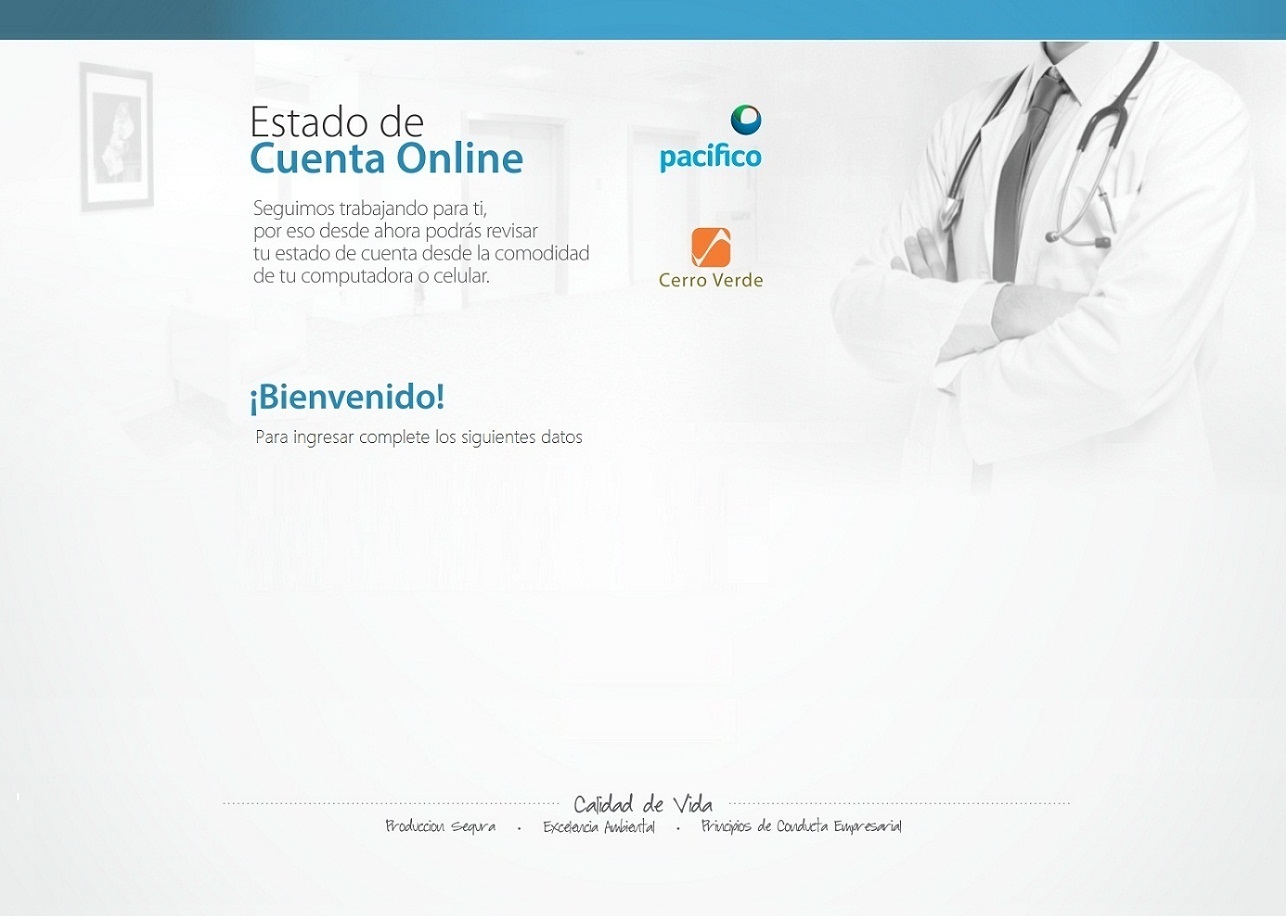 Estado de
Cuenta Online
Seguimos trabajando para ti,
por eso desde ahora podrás revisar
tu estado de cuenta desde la comodidad
de tu computadora o celular.
pacifico
Cerro Verde
¡Bienvenido!
Para ingresar complete los siguientes datos
Calidad de Vida
Produccion Segura • Excelencia Ambiental • Principios de Conducta Empresarial